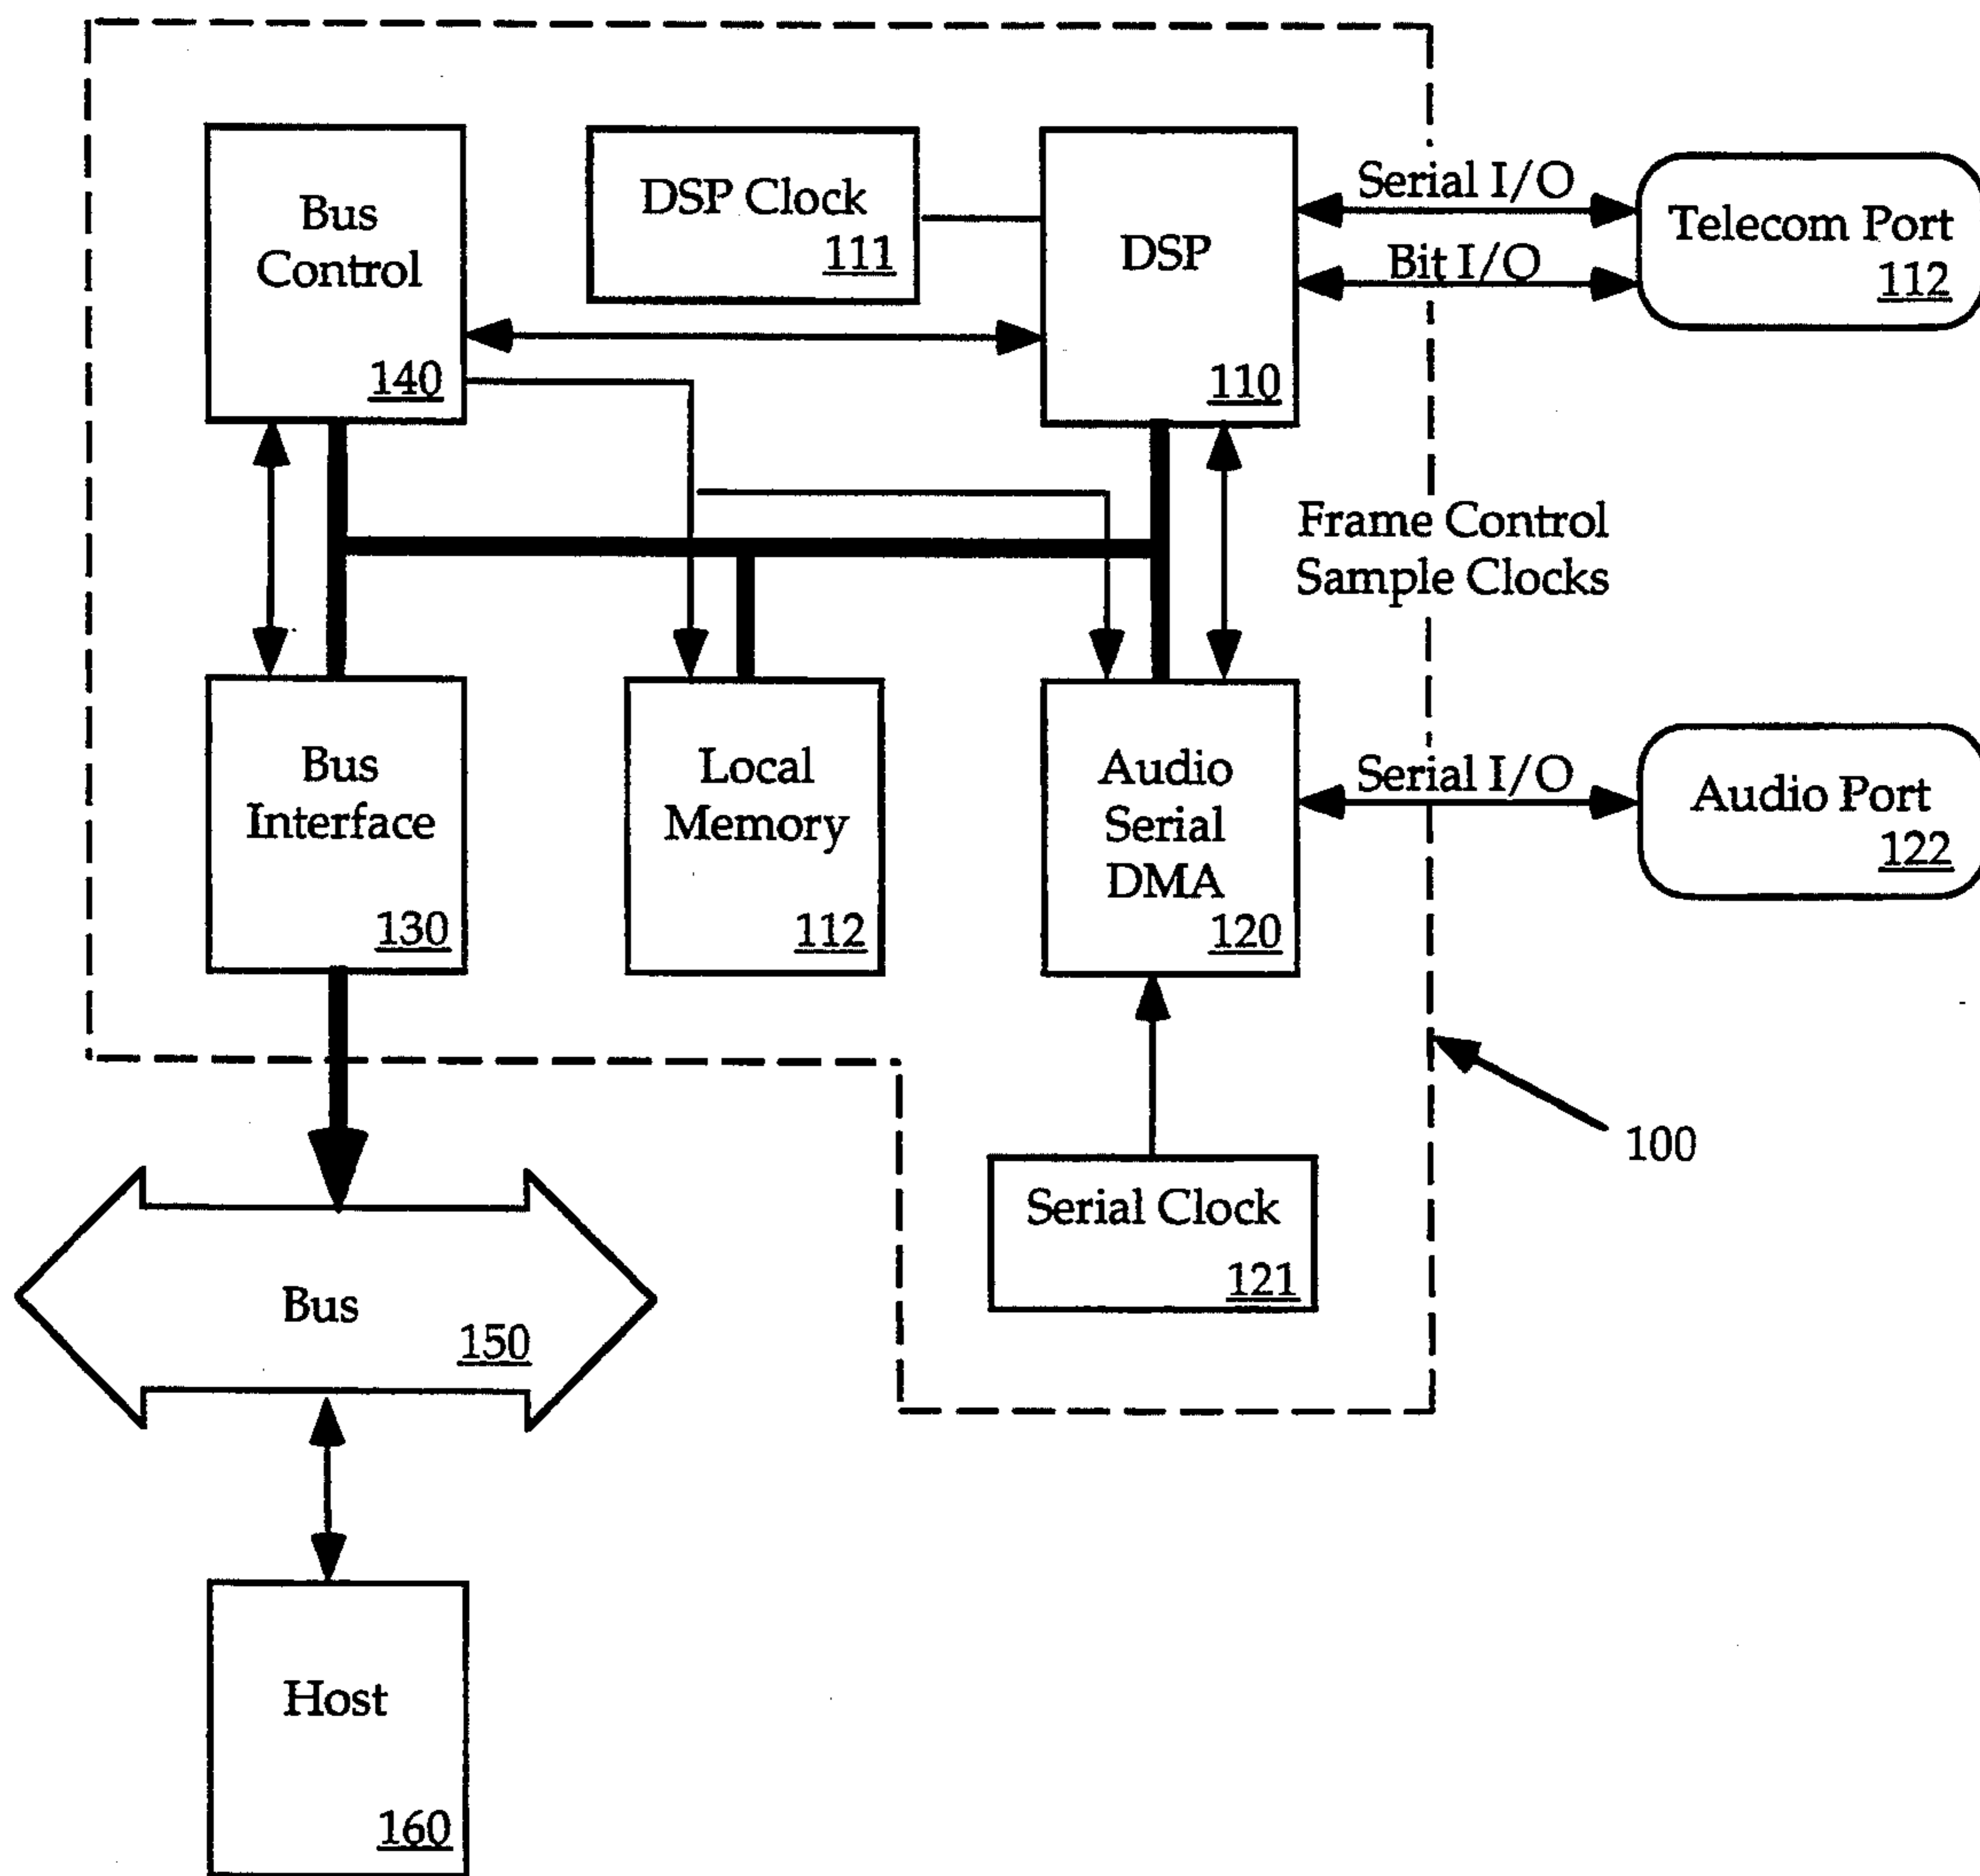 Bus
Control
140
DSP Clock
111
DSP
110
Serial I/O
Bit I/O
Telecom Port
112
Frame Control
Sample Clocks
Bus
Interface
130
Local
Memory
112
Audio
Serial
DMA
120
Serial I/O
Audio Port
122
100
Serial Clock
121
Bus
150
Host
160